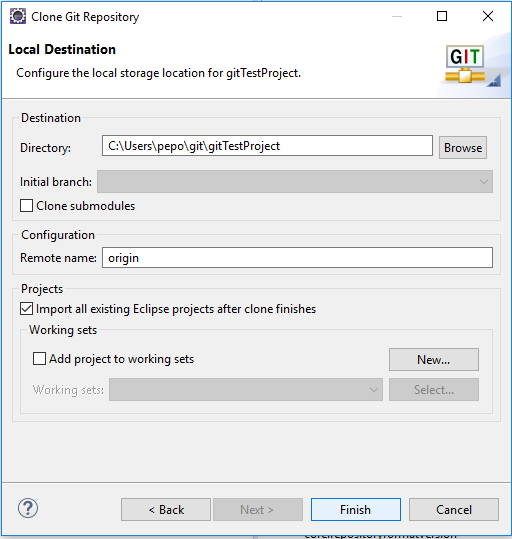 Clone Git Repository
Local Destination
Configure the local storage location for gitTestProject.
GIT
Destination
Directory: C:\Users\pepo\git\gitTestProject Browse
Initial branch:
Clone submodules
Configuration
Remote name: origin
Projects
Import all existing Eclipse projects after clone finishes
Working sets
Add project to working sets New...
Working sets: Select...
? < Back Next > Finish Cancel